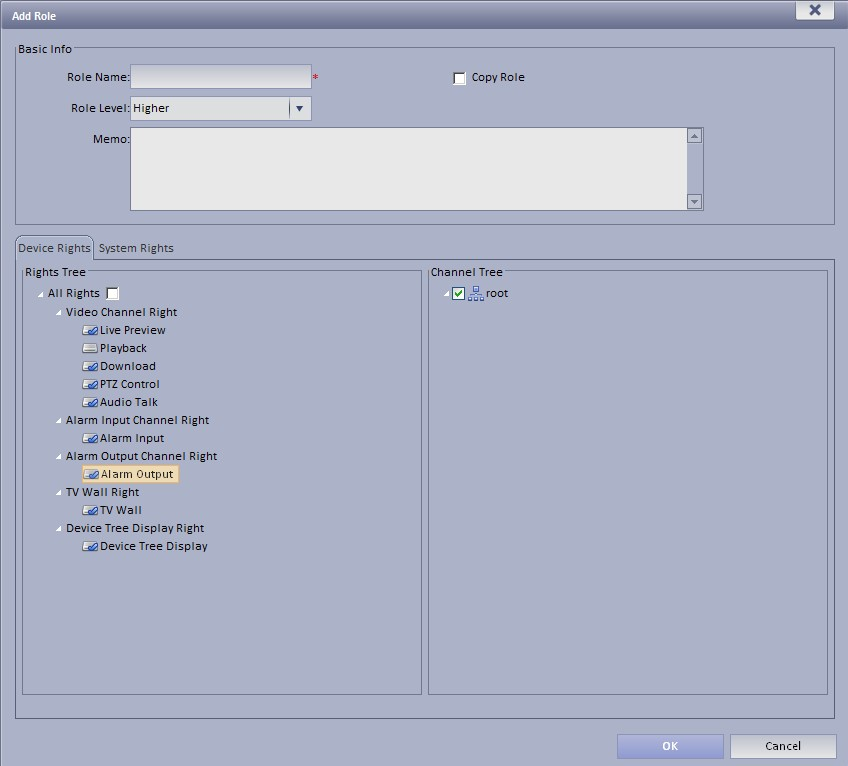 Add Role
Basic Info
Role Name: *
Copy Role
Role Level: Higher
Memo:
Device Rights
System Rights
Rights Tree
All Rights
Video Channel Right
Live Preview
Playback
Download
PTZ Control
Audio Talk
Alarm Input Channel Right
Alarm Input
Alarm Output Channel Right
Alarm Output
TV Wall Right
TV Wall
Device Tree Display Right
Device Tree Display
Channel Tree
root
OK
Cancel